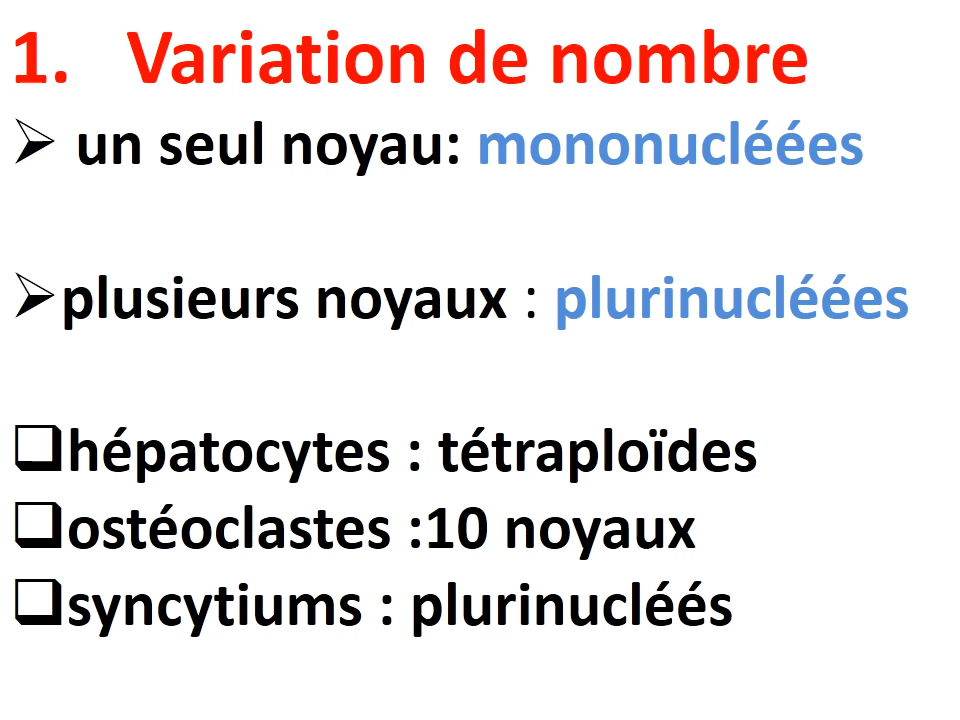 1. Variation de nombre
➢ un seul noyau: mononucléées
➢plusieurs noyaux : plurinucléées
❑hépatocytes : tétraploïdes
❑ostéoclastes :10 noyaux
❑syncytiums : plurinucléés